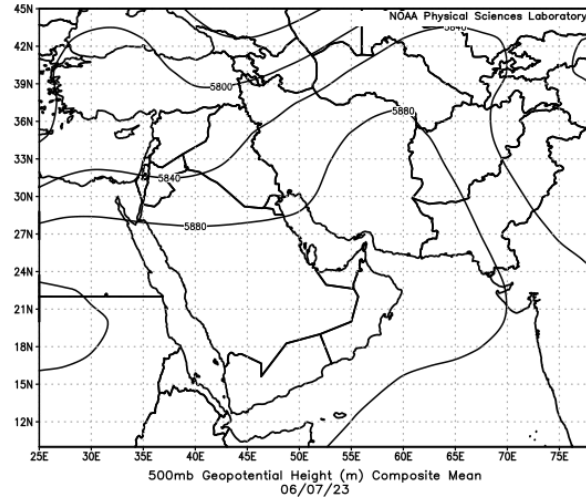 NOAA Physical Sciences Laboratory
45N
42N
39N
36N
33N
30N
27N
24N
21N
18N
15N
12N
5840
5800
5880
5840
5880
25E 30E 35E 40E 45E 50E 55E 60E 65E 70E 75E
500mb Geopotential Height (m) Composite Mean
06/07/23